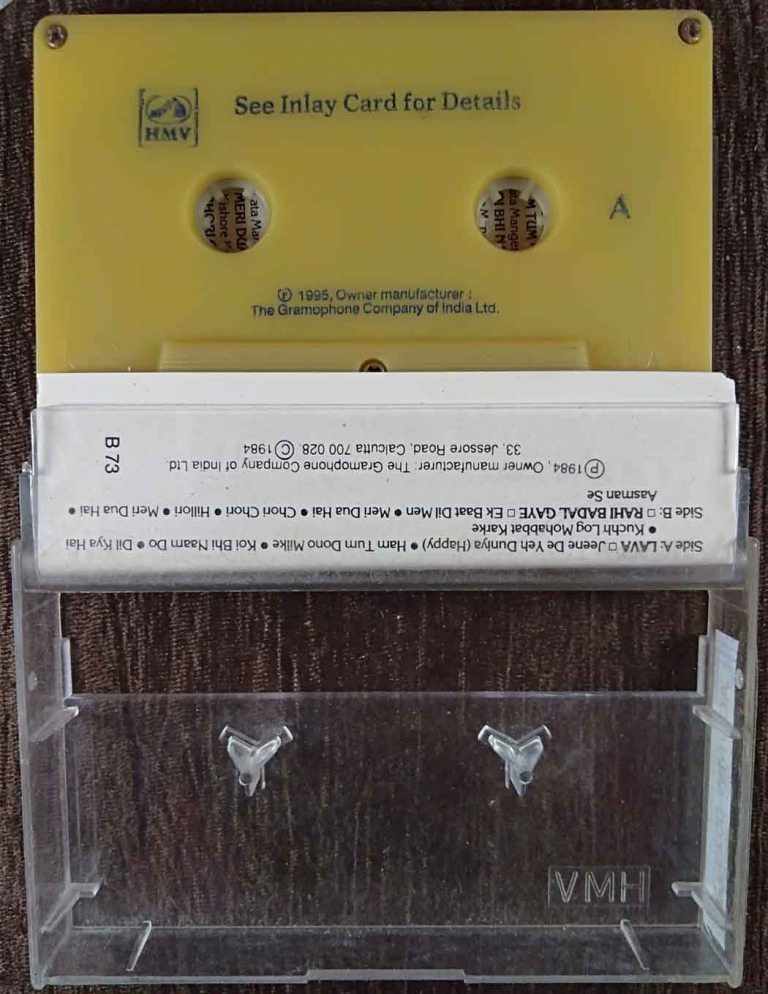 HMV
See Inlay Card for Details
A
℗ 1995, Owner manufacturer :
The Gramophone Company of India Ltd.
Side A: LAVA □ Jeene De Yeh Duniya (Happy) • Ham Tum Dono Milke • Koi Bhi Naam Do • Dil Kya Hai
• Kuchh Log Mohabbat Karke
Side: B: □ RAHI BADAL GAYE □ Ek Baat Dil Men • Meri Dua Hai • Chori Chori • Hillori • Meri Dua Hai •
Aasman Se
℗1984, Owner manufacturer: The Gramophone Company of India Ltd.
33, Jessore Road, Calcutta 700 028. ©1984
B 73
HMV